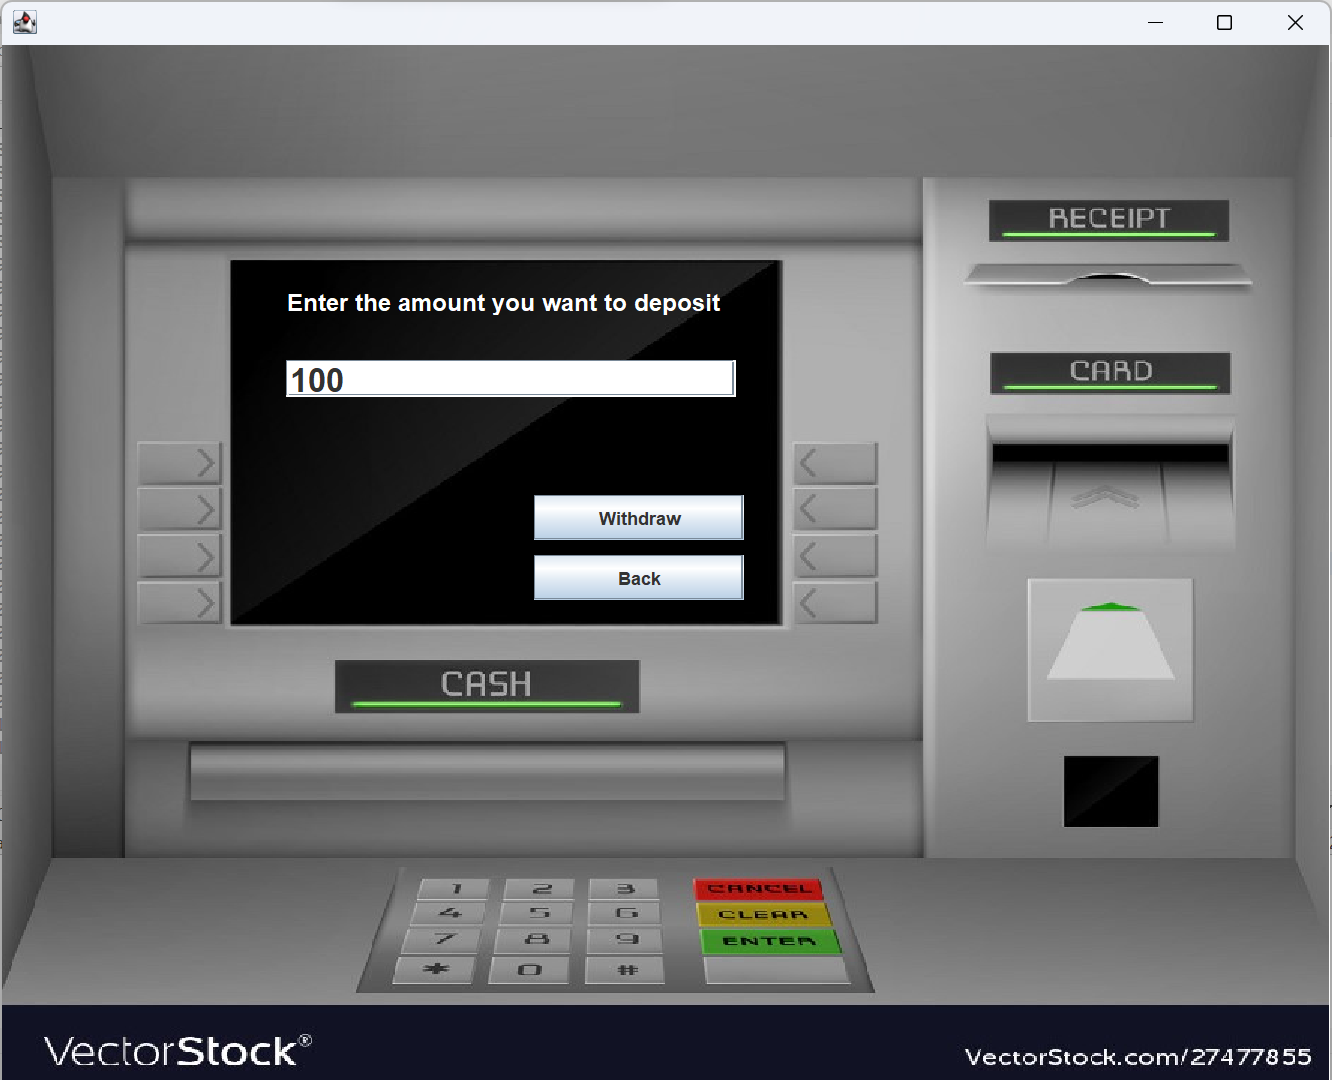 RECEIPT
Enter the amount you want to deposit
100
CARD
Withdraw
Back
CASH
1 2 3 CANCEL
4 5 6 CLEAR
7 8 9 ENTER
* 0 #
VectorStock®
VectorStock.com/27477855